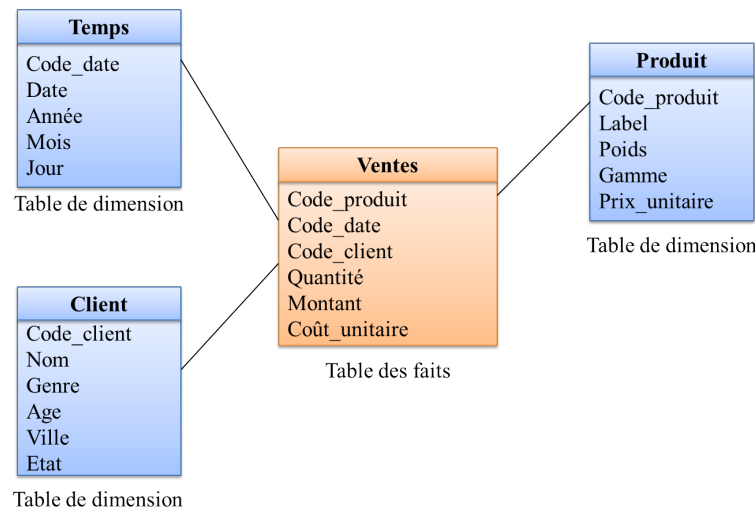 Temps
Code_date
Date
Année
Mois
Jour
Table de dimension
Produit
Code_produit
Label
Poids
Gamme
Prix_unitaire
Table de dimension
Ventes
Code_produit
Code_date
Code_client
Quantité
Montant
Coût_unitaire
Table des faits
Client
Code_client
Nom
Genre
Age
Ville
Etat
Table de dimension